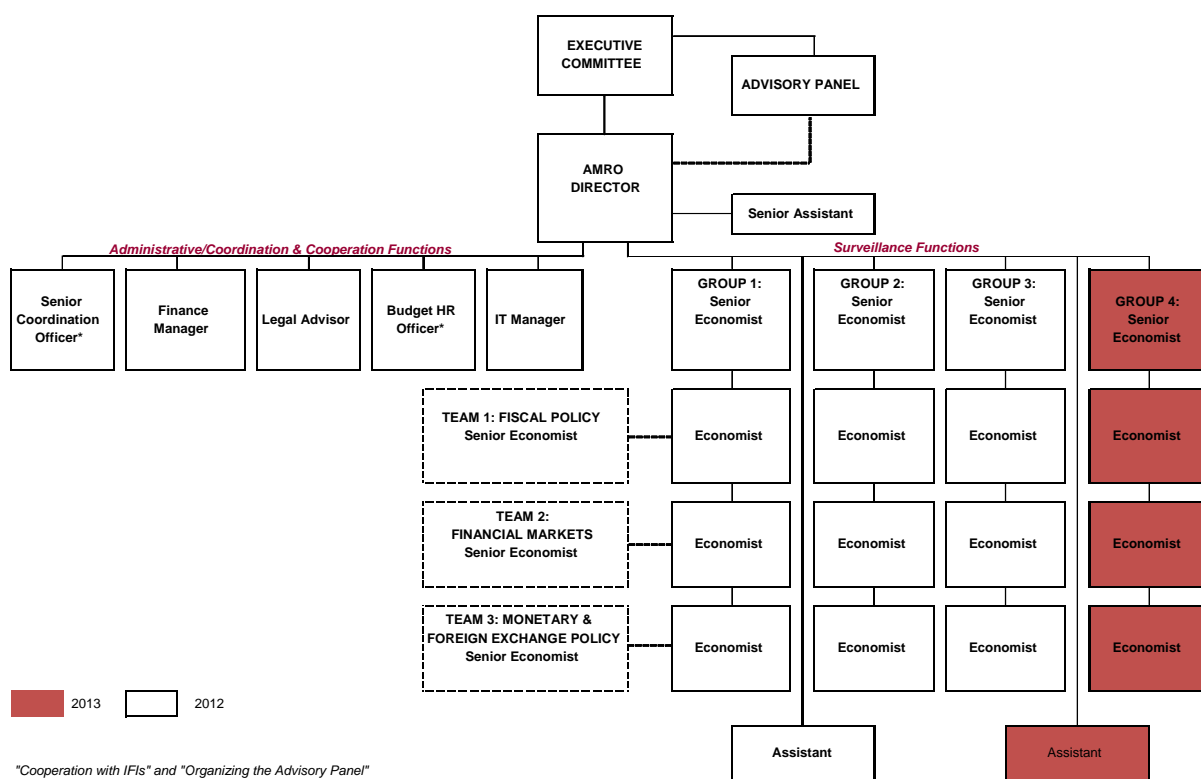 EXECUTIVE
COMMITTEE
ADVISORY PANEL
AMRO
DIRECTOR
Senior Assistant
Administrative/Coordination & Cooperation Functions
Surveillance Functions
Senior
Coordination
Officer*
Finance
Manager
Legal Advisor
Budget HR
Officer*
IT Manager
GROUP 1:
Senior
Economist
GROUP 2:
Senior
Economist
GROUP 3:
Senior
Economist
GROUP 4:
Senior
Economist
TEAM 1: FISCAL POLICY
Senior Economist
Economist
Economist
Economist
Economist
TEAM 2:
FINANCIAL MARKETS
Senior Economist
Economist
Economist
Economist
Economist
TEAM 3: MONETARY &
FOREIGN EXCHANGE POLICY
Senior Economist
Economist
Economist
Economist
Economist
2013
2012
Assistant
Assistant
"Cooperation with IFIs" and "Organizing the Advisory Panel"